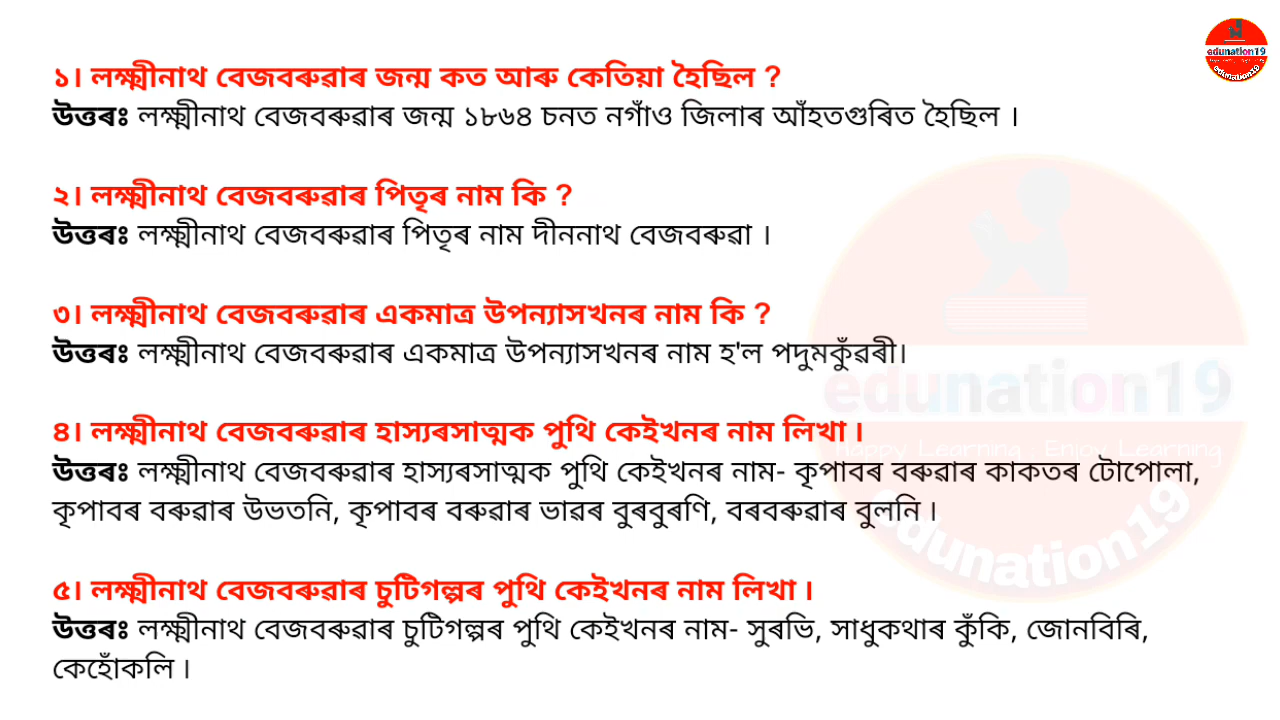 edunation19
edunation19
১। লক্ষ্মীনাথ বেজবৰুৱাৰ জন্ম কত আৰু কেতিয়া হৈছিল ?
উত্তৰঃ লক্ষ্মীনাথ বেজবৰুৱাৰ জন্ম ১৮৬৪ চনত নগাঁও জিলাৰ আঁহতগুৰিত হৈছিল ।
২। লক্ষ্মীনাথ বেজবৰুৱাৰ পিতৃৰ নাম কি ?
উত্তৰঃ লক্ষ্মীনাথ বেজবৰুৱাৰ পিতৃৰ নাম দীননাথ বেজবৰুৱা ।
৩। লক্ষ্মীনাথ বেজবৰুৱাৰ একমাত্ৰ উপন্যাসখনৰ নাম কি ?
উত্তৰঃ লক্ষ্মীনাথ বেজবৰুৱাৰ একমাত্ৰ উপন্যাসখনৰ নাম হ'ল পদুমকুঁৱৰী।
edunation19
৪। লক্ষ্মীনাথ বেজবৰুৱাৰ হাস্যৰসাত্মক পুথি কেইখনৰ নাম লিখা ।
Happy Learning : Enjoy Learning
উত্তৰঃ লক্ষ্মীনাথ বেজবৰুৱাৰ হাস্যৰসাত্মক পুথি কেইখনৰ নাম- কৃপাবৰ বৰুৱাৰ কাকতৰ টোপোলা,
কৃপাবৰ বৰুৱাৰ উভতনি, কৃপাবৰ বৰুৱাৰ ভাৱৰ বুৰবুৰণি, বৰবৰুৱাৰ বুলনি ।
edunation19
৫। লক্ষ্মীনাথ বেজবৰুৱাৰ চুটিগল্পৰ পুথি কেইখনৰ নাম লিখা ।
উত্তৰঃ লক্ষ্মীনাথ বেজবৰুৱাৰ চুটিগল্পৰ পুথি কেইখনৰ নাম- সুৰভি, সাধুকথাৰ কুঁকি, জোনবিৰি,
কেহোঁকলি ।